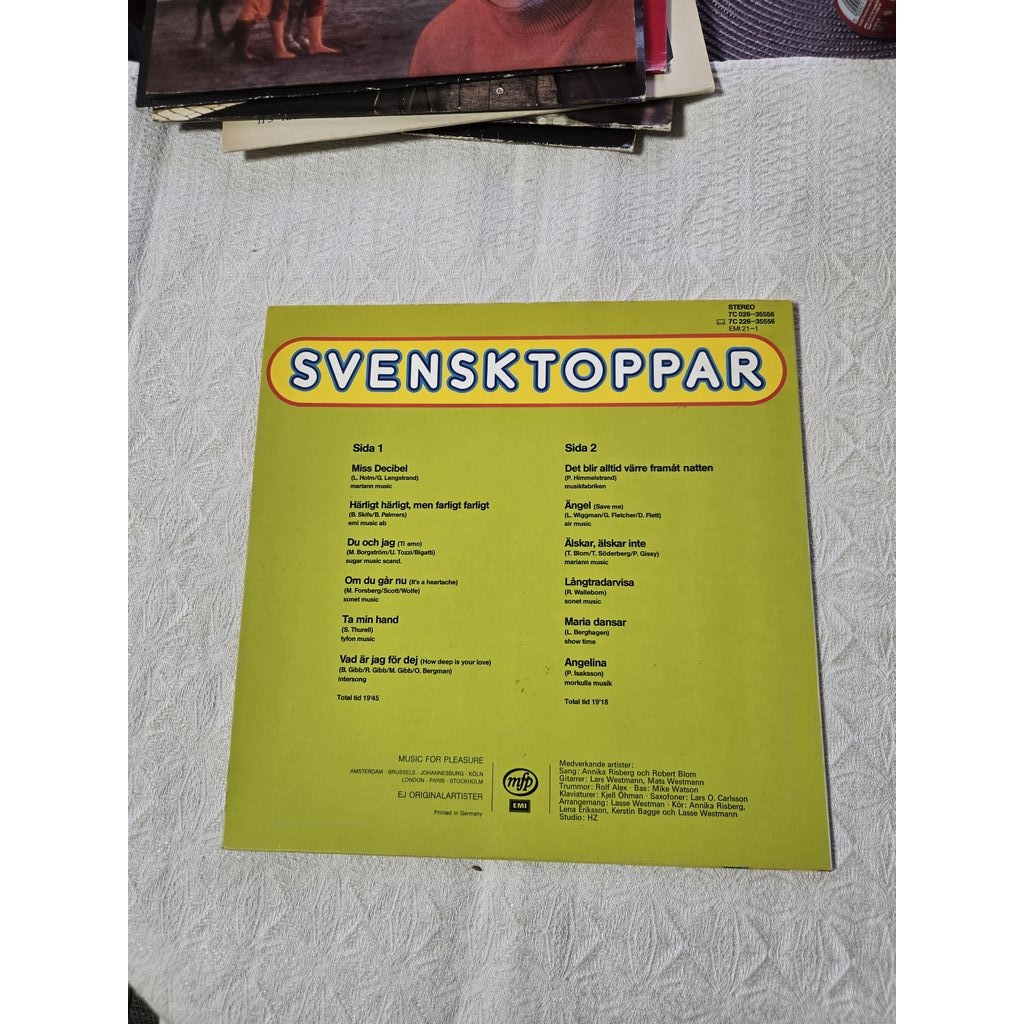 STEREO
7C 026–35556
7C 226–35556
EMI 21–1
SVENSKTOPPAR
Sida 1
Miss Decibel
(L. Holm/G. Lengstrand)
mariann music
Härligt härligt, men farligt farligt
(B. Skifs/B. Palmers)
emi music ab
Du och jag (Ti amo)
(M. Borgström/U. Tozzi/Bigatti)
sugar music scand.
Om du går nu (It's a heartache)
(M. Forsberg/Scott/Wolfe)
sonet music
Ta min hand
(S. Thurell)
tyfon music
Vad är jag för dej (How deep is your love)
(B. Gibb/R. Gibb/M. Gibb/O. Bergman)
intersong
Total tid 19'45
Sida 2
Det blir alltid värre framåt natten
(P. Himmelstrand)
musikfabriken
Ängel (Save me)
(L. Wiggman/G. Fletcher/D. Flett)
air music
Älskar, älskar inte
(T. Blom/T. Söderberg/P. Gissy)
mariann music
Långtradarvisa
(R. Wallebom)
sonet music
Maria dansar
(L. Berghagen)
show time
Angelina
(P. Isaksson)
morkulla musik
Total tid 19'18
MUSIC FOR PLEASURE
AMSTERDAM · BRUSSELS · JOHANNESBURG · KÖLN
LONDON · PARIS · STOCKHOLM
EJ ORIGINALARTISTER
Printed in Germany
mfp
EMI
Medverkande artister:
Sång: Annika Risberg och Robert Blom
Gitarrer: Lars Westmann, Mats Westmann
Trummor: Rolf Alex · Bas: Mike Watson
Klaviaturer: Kjell Öhman · Saxofoner: Lars O. Carlsson
Arrangemang: Lasse Westman · Kör: Annika Risberg,
Lena Eriksson, Kerstin Bagge och Lasse Westmann
Studio: HZ